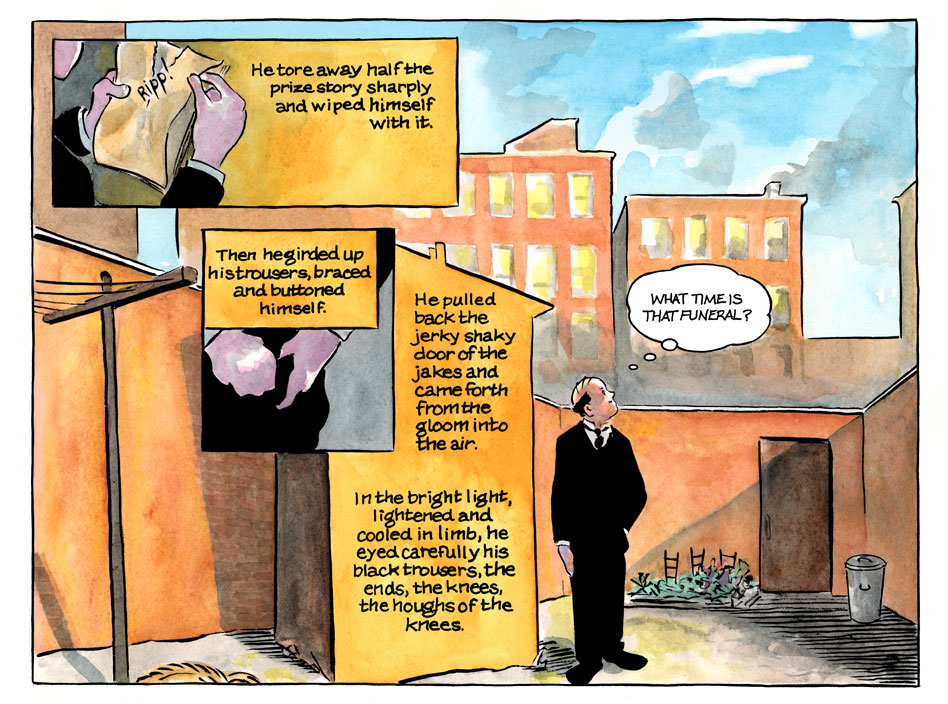 Ripp!
He tore away half the
prize story sharply
and wiped himself
with it.
Then he girded up
his trousers, braced
and buttoned
himself.
He pulled
back the
jerky shaky
door of the
jakes and
came forth
from the
gloom into
the air.
In the bright light,
lightened and
cooled in limb, he
eyed carefully his
black trousers, the
ends, the knees,
the houghs of the
knees.
WHAT TIME IS
THAT FUNERAL?